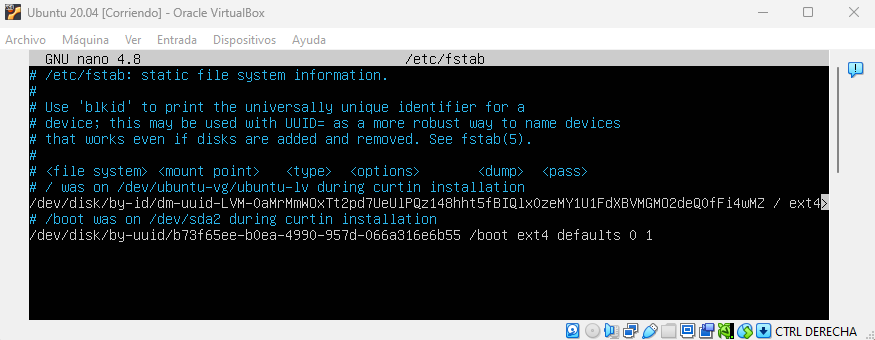 Ubuntu 20.04 [Corriendo] - Oracle VirtualBox
Archivo Máquina Ver Entrada Dispositivos Ayuda
GNU nano 4.8 /etc/fstab
# /etc/fstab: static file system information.
#
# Use 'blkid' to print the universally unique identifier for a
# device; this may be used with UUID= as a more robust way to name devices
# that works even if disks are added and removed. See fstab(5).
#
# <file system> <mount point> <type> <options> <dump> <pass>
# / was on /dev/ubuntu-vg/ubuntu-lv during curtin installation
/dev/disk/by-id/dm-uuid-LVM-0aMrMmWOxTt2pd7UeUlPQz148hht5fBIQlxOzeMY1U1FdXBVMGMO2deQ0fFi4wMZ / ext4>
# /boot was on /dev/sda2 during curtin installation
/dev/disk/by-uuid/b73f65ee-b0ea-4990-957d-066a316e6b55 /boot ext4 defaults 0 1
CTRL DERECHA